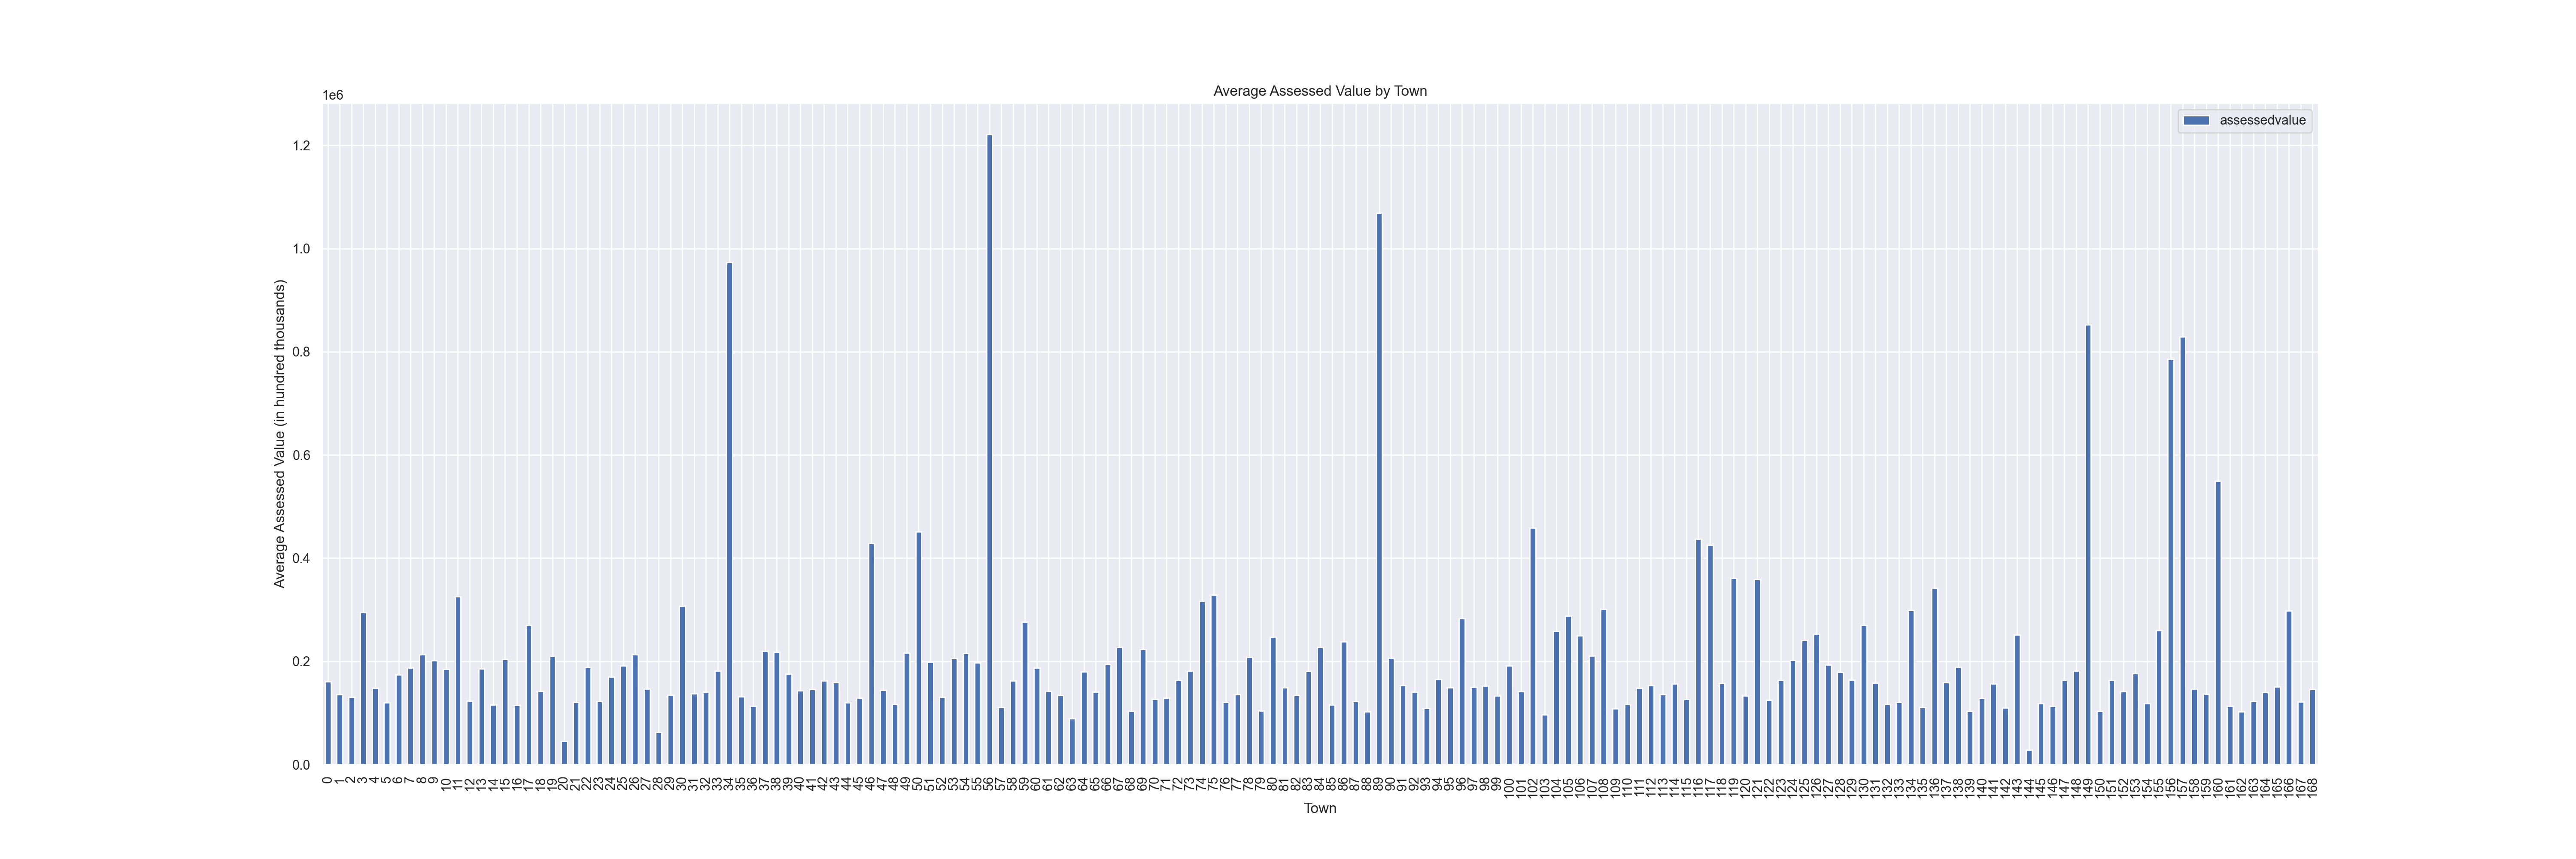 Average Assessed Value by Town
1e6
assessedvalue
1.2
1.0
0.8
0.6
0.4
0.2
0.0
Average Assessed Value (in hundred thousands)
0 1 2 3 4 5 6 7 8 9 10 11 12 13 14 15 16 17 18 19 20 21 22 23 24 25 26 27 28 29 30 31 32 33 34 35 36 37 38 39 40 41 42 43 44 45 46 47 48 49 50 51 52 53 54 55 56 57 58 59 60 61 62 63 64 65 66 67 68 69 70 71 72 73 74 75 76 77 78 79 80 81 82 83 84 85 86 87 88 89 90 91 92 93 94 95 96 97 98 99 100 101 102 103 104 105 106 107 108 109 110 111 112 113 114 115 116 117 118 119 120 121 122 123 124 125 126 127 128 129 130 131 132 133 134 135 136 137 138 139 140 141 142 143 144 145 146 147 148 149 150 151 152 153 154 155 156 157 158 159 160 161 162 163 164 165 166 167 168
Town